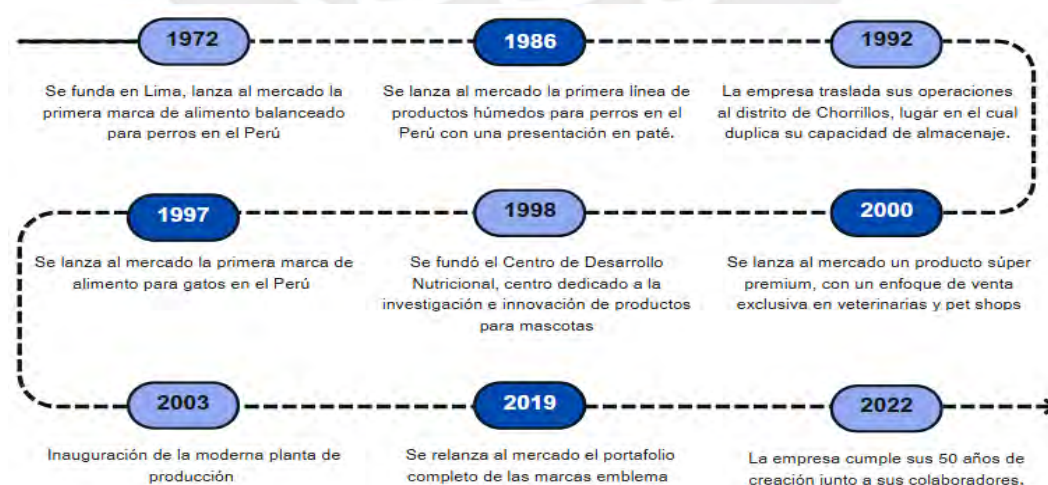 1972
Se funda en Lima, lanza al mercado la
primera marca de alimento balanceado
para perros en el Perú
1986
Se lanza al mercado la primera línea de
productos húmedos para perros en el
Perú con una presentación en paté.
1992
La empresa traslada sus operaciones
al distrito de Chorrillos, lugar en el cual
duplica su capacidad de almacenaje.
1997
Se lanza al mercado la primera marca de
alimento para gatos en el Perú
1998
Se fundó el Centro de Desarrollo
Nutricional, centro dedicado a la
investigación e innovación de productos
para mascotas
2000
Se lanza al mercado un producto súper
premium, con un enfoque de venta
exclusiva en veterinarias y pet shops
2003
Inauguración de la moderna planta de
producción
2019
Se relanza al mercado el portafolio
completo de las marcas emblema
2022
La empresa cumple sus 50 años de
creación junto a sus colaboradores.